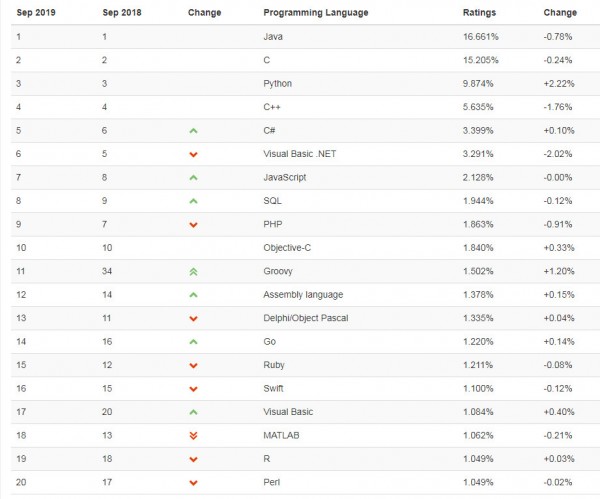 Sep 2019 Sep 2018 Change Programming Language Ratings Change
1 1 Java 16.661% -0.78%
2 2 C 15.205% -0.24%
3 3 Python 9.874% +2.22%
4 4 C++ 5.635% -1.76%
5 6 C# 3.399% +0.10%
6 5 Visual Basic .NET 3.291% -2.02%
7 8 JavaScript 2.128% -0.00%
8 9 SQL 1.944% -0.12%
9 7 PHP 1.863% -0.91%
10 10 Objective-C 1.840% +0.33%
11 34 Groovy 1.502% +1.20%
12 14 Assembly language 1.378% +0.15%
13 11 Delphi/Object Pascal 1.335% +0.04%
14 16 Go 1.220% +0.14%
15 12 Ruby 1.211% -0.08%
16 15 Swift 1.100% -0.12%
17 20 Visual Basic 1.084% +0.40%
18 13 MATLAB 1.062% -0.21%
19 18 R 1.049% +0.03%
20 17 Perl 1.049% -0.02%